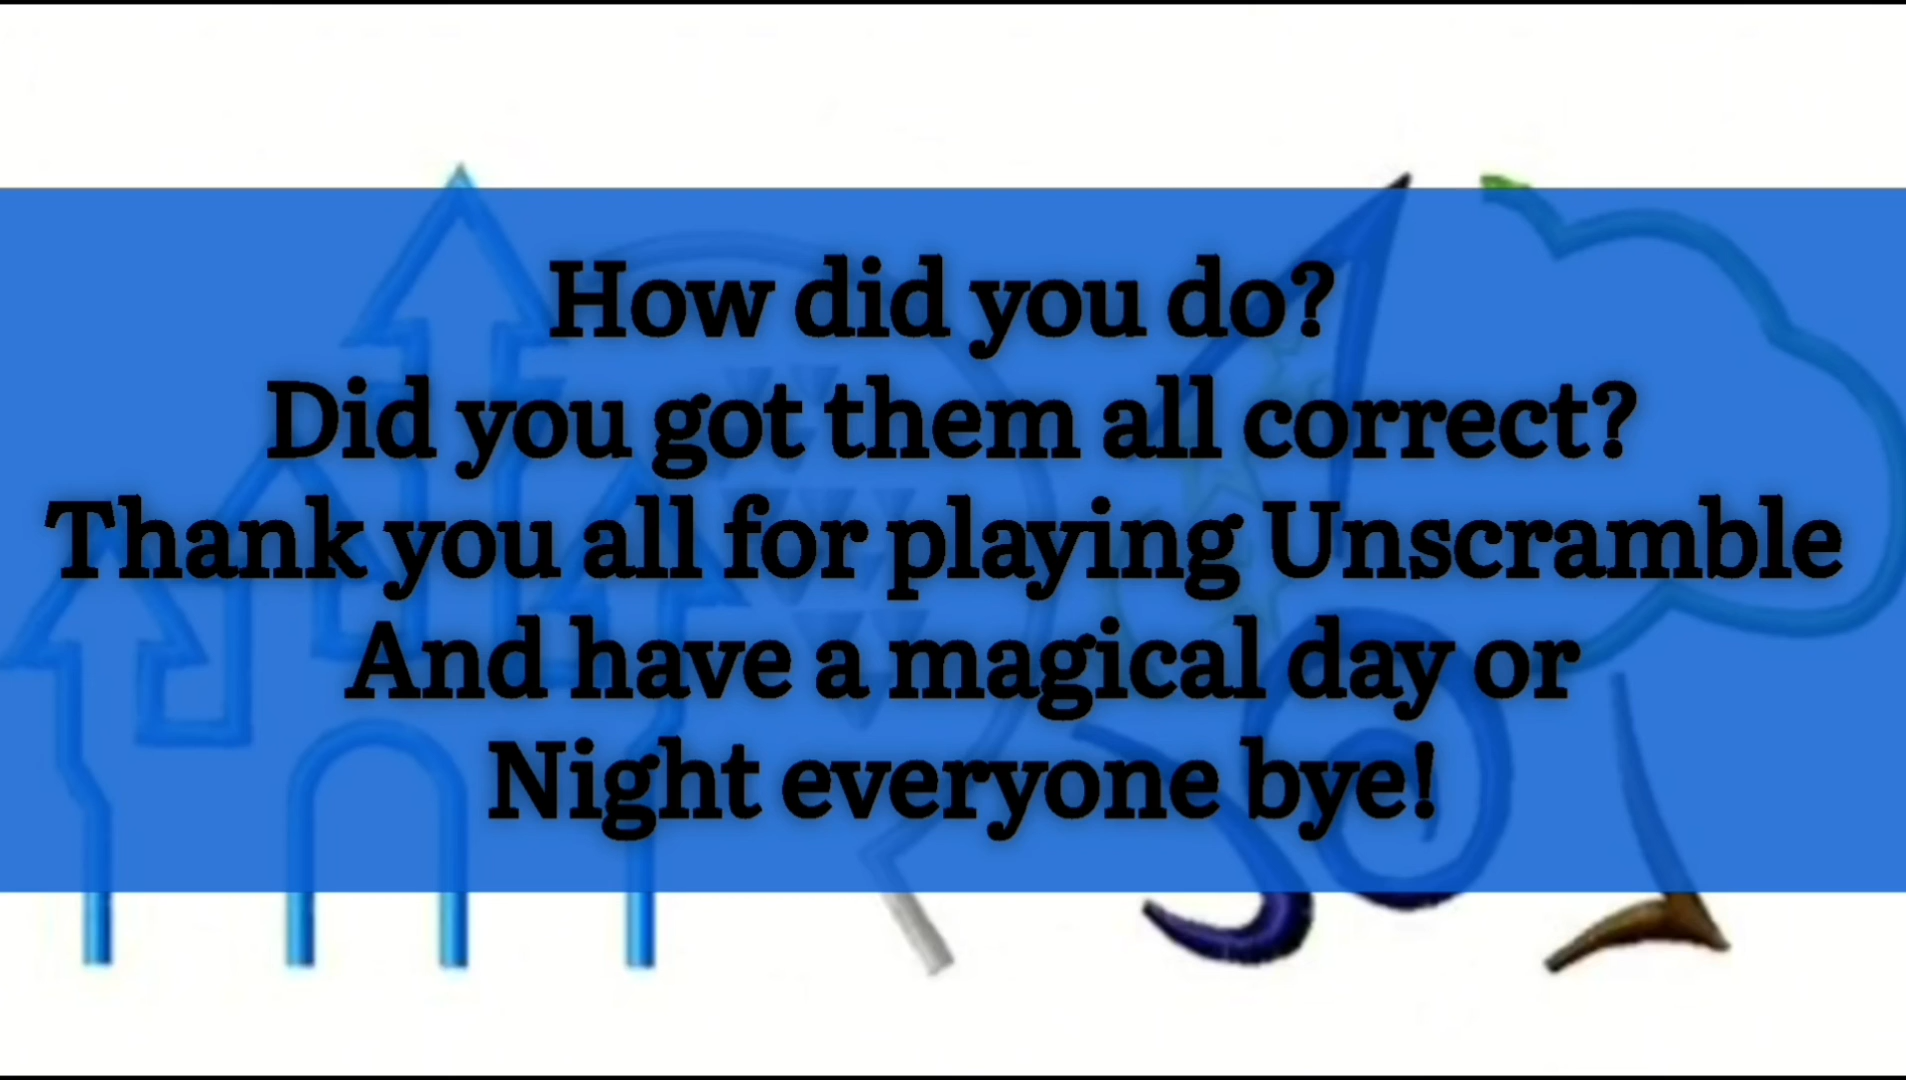 How did you do?
Did you got them all correct?
Thank you all for playing Unscramble
And have a magical day or
Night everyone bye!